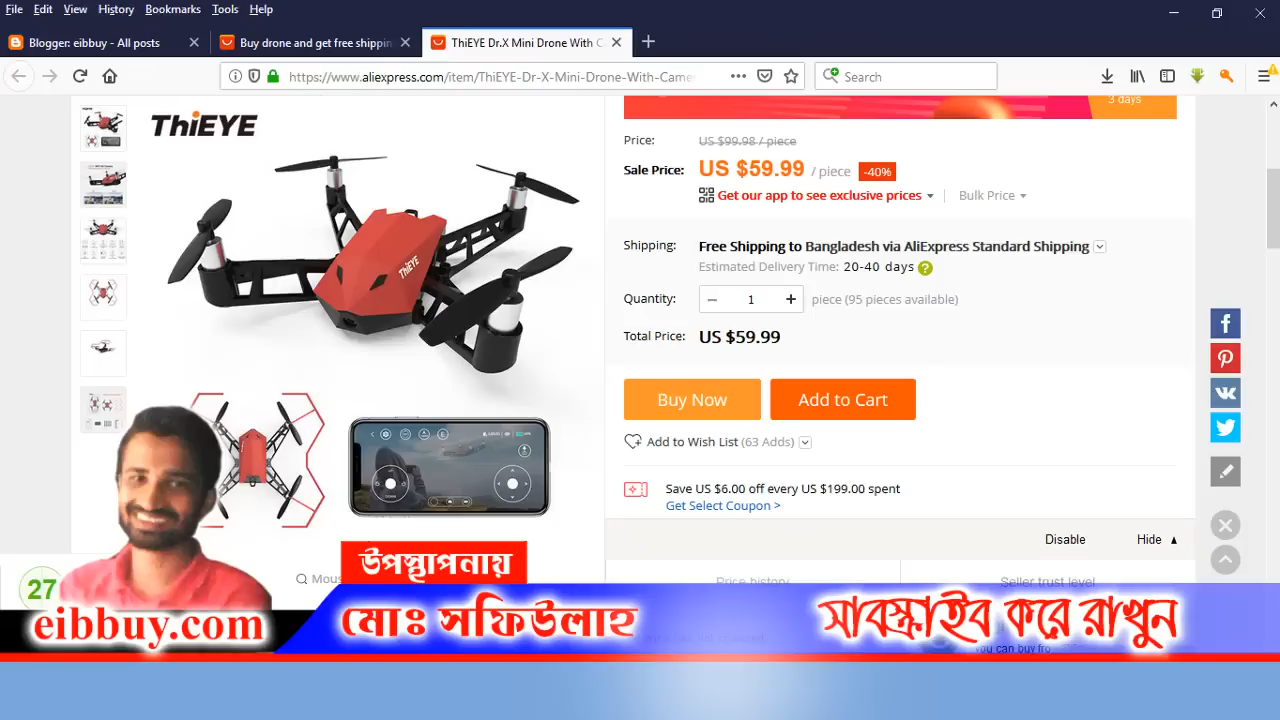 File Edit View History Bookmarks Tools Help
Blogger: eibbuy - All posts
Buy drone and get free shippin
ThiEYE Dr.X Mini Drone With C
https://www.aliexpress.com/item/ThiEYE-Dr-X-Mini-Drone-With-Came
Search
3 days
ThiEYE
Price: US $99.98 / piece
Sale Price: US $59.99 / piece -40%
Get our app to see exclusive prices Bulk Price
Shipping: Free Shipping to Bangladesh via AliExpress Standard Shipping
Estimated Delivery Time: 20-40 days ?
Quantity: − 1 + piece (95 pieces available)
Total Price: US $59.99
ThiEYE
Buy Now Add to Cart
Add to Wish List (63 Adds)
Save US $6.00 off every US $199.00 spent
Get Select Coupon >
Disable Hide
Price history Seller trust level
27
Mous
উপস্থাপনায়
eibbuy.com
মোঃ সফিউলাহ
সাবস্ক্রাইব করে রাখুন
you can buy fro